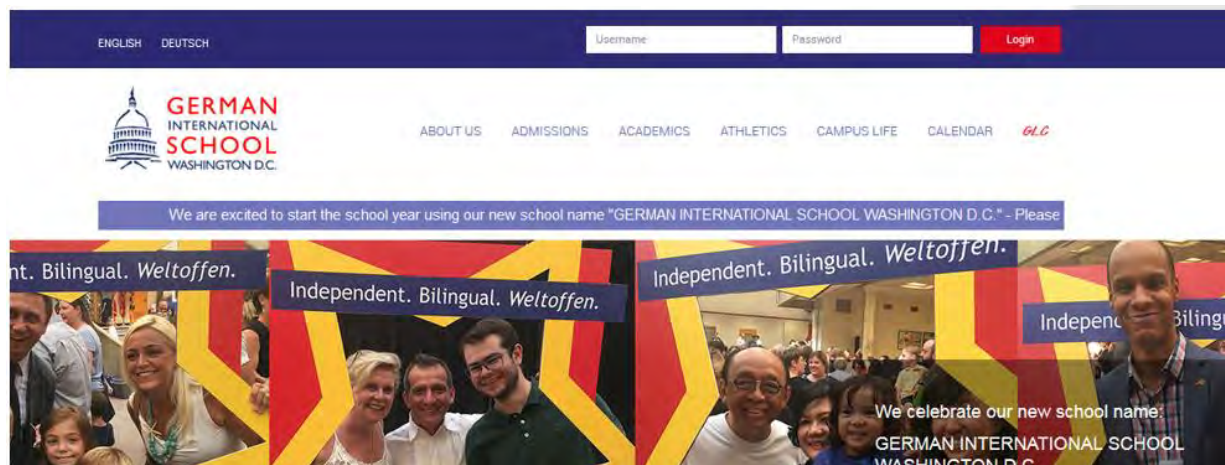 ENGLISH DEUTSCH
Username Password Login
GERMAN
INTERNATIONAL
SCHOOL
WASHINGTON D.C.
ABOUT US ADMISSIONS ACADEMICS ATHLETICS CAMPUS LIFE CALENDAR GLC
We are excited to start the school year using our new school name "GERMAN INTERNATIONAL SCHOOL WASHINGTON D.C." - Please
nt. Bilingual. Weltoffen.
Independent. Bilingual. Weltoffen.
Independent. Bilingual. Weltoffen.
Indepen Biling
We celebrate our new school name:
GERMAN INTERNATIONAL SCHOOL
WASHINGTON D.C.